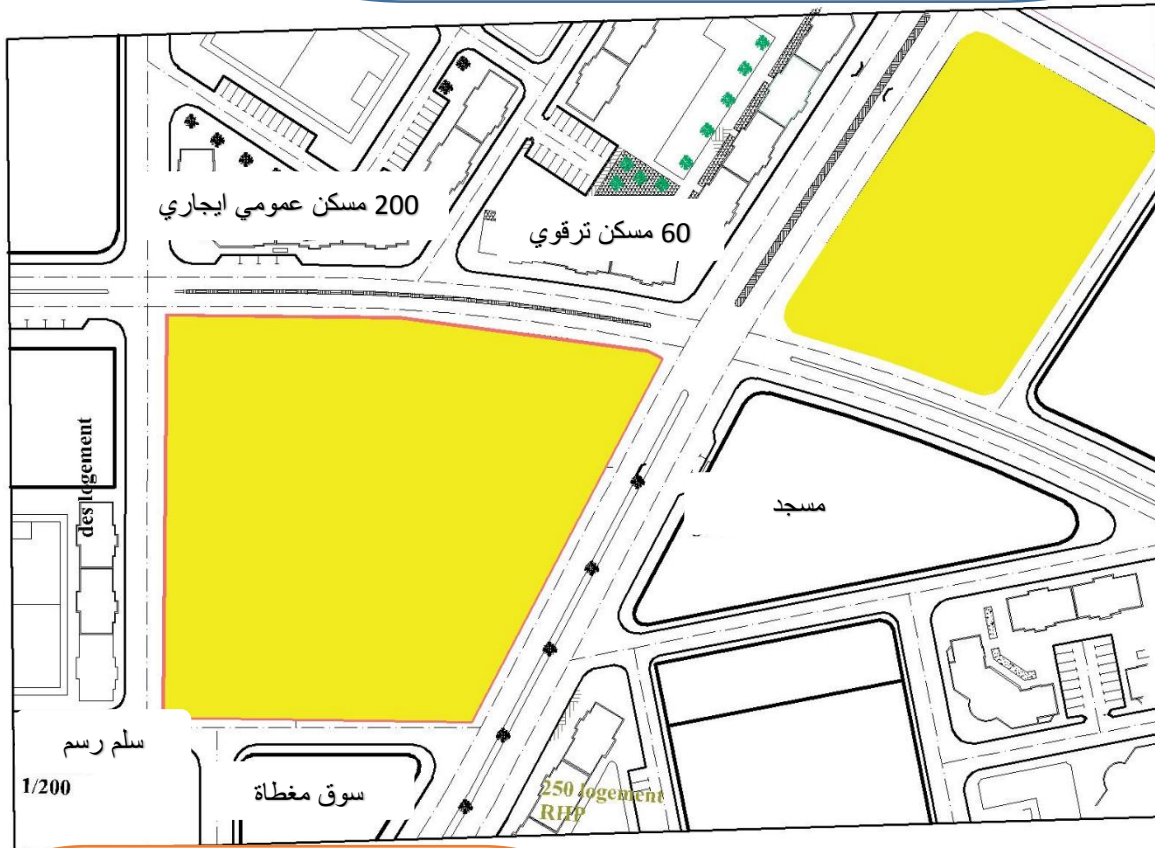 200 مسكن عمومي ايجاري
60 مسكن ترقوي
des logement
مسجد
سلم رسم
1/200
سوق مغطاة
250 logement
RHP